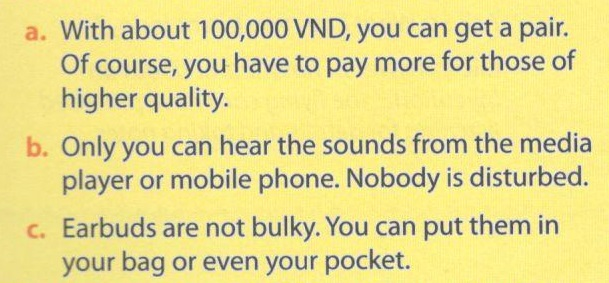 a. With about 100,000 VND, you can get a pair.
Of course, you have to pay more for those of
higher quality.
b. Only you can hear the sounds from the media
player or mobile phone. Nobody is disturbed.
c. Earbuds are not bulky. You can put them in
your bag or even your pocket.